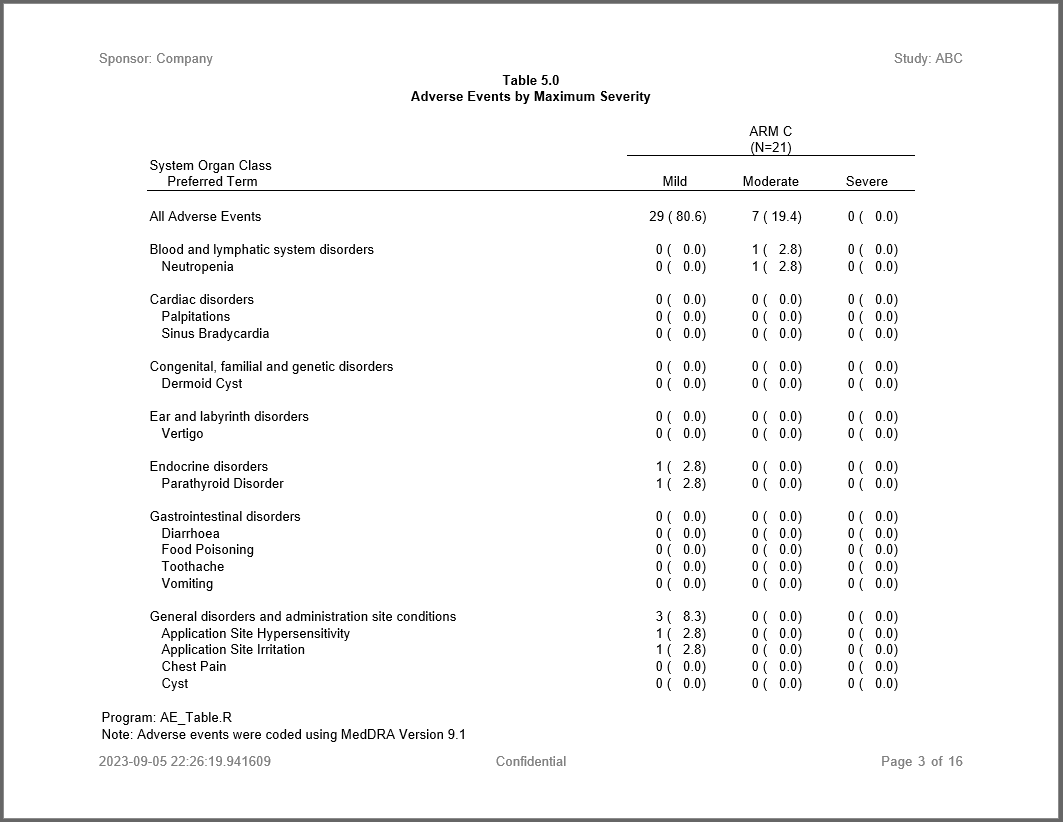 Sponsor: Company Study: ABC
Table 5.0
Adverse Events by Maximum Severity
ARM C
(N=21)
System Organ Class
Preferred Term Mild Moderate Severe
All Adverse Events 29 ( 80.6) 7 ( 19.4) 0 ( 0.0)
Blood and lymphatic system disorders 0 ( 0.0) 1 ( 2.8) 0 ( 0.0)
Neutropenia 0 ( 0.0) 1 ( 2.8) 0 ( 0.0)
Cardiac disorders 0 ( 0.0) 0 ( 0.0) 0 ( 0.0)
Palpitations 0 ( 0.0) 0 ( 0.0) 0 ( 0.0)
Sinus Bradycardia 0 ( 0.0) 0 ( 0.0) 0 ( 0.0)
Congenital, familial and genetic disorders 0 ( 0.0) 0 ( 0.0) 0 ( 0.0)
Dermoid Cyst 0 ( 0.0) 0 ( 0.0) 0 ( 0.0)
Ear and labyrinth disorders 0 ( 0.0) 0 ( 0.0) 0 ( 0.0)
Vertigo 0 ( 0.0) 0 ( 0.0) 0 ( 0.0)
Endocrine disorders 1 ( 2.8) 0 ( 0.0) 0 ( 0.0)
Parathyroid Disorder 1 ( 2.8) 0 ( 0.0) 0 ( 0.0)
Gastrointestinal disorders 0 ( 0.0) 0 ( 0.0) 0 ( 0.0)
Diarrhoea 0 ( 0.0) 0 ( 0.0) 0 ( 0.0)
Food Poisoning 0 ( 0.0) 0 ( 0.0) 0 ( 0.0)
Toothache 0 ( 0.0) 0 ( 0.0) 0 ( 0.0)
Vomiting 0 ( 0.0) 0 ( 0.0) 0 ( 0.0)
General disorders and administration site conditions 3 ( 8.3) 0 ( 0.0) 0 ( 0.0)
Application Site Hypersensitivity 1 ( 2.8) 0 ( 0.0) 0 ( 0.0)
Application Site Irritation 1 ( 2.8) 0 ( 0.0) 0 ( 0.0)
Chest Pain 0 ( 0.0) 0 ( 0.0) 0 ( 0.0)
Cyst 0 ( 0.0) 0 ( 0.0) 0 ( 0.0)
Program: AE_Table.R
Note: Adverse events were coded using MedDRA Version 9.1
2023-09-05 22:26:19.941609 Confidential Page 3 of 16